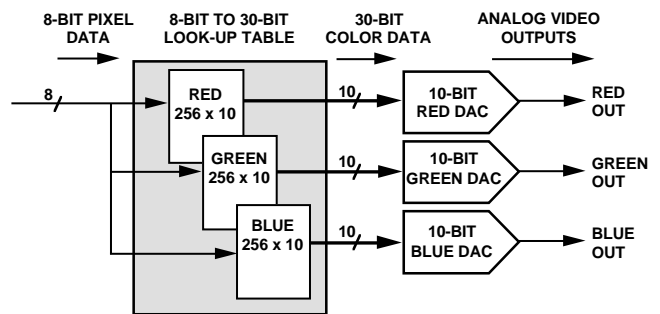 8-BIT PIXEL
DATA
8-BIT TO 30-BIT
LOOK-UP TABLE
30-BIT
COLOR DATA
ANALOG VIDEO
OUTPUTS
8
RED
256 x 10
10
10-BIT
RED DAC
RED
OUT
GREEN
256 x 10
10
10-BIT
GREEN DAC
GREEN
OUT
BLUE
256 x 10
10
10-BIT
BLUE DAC
BLUE
OUT